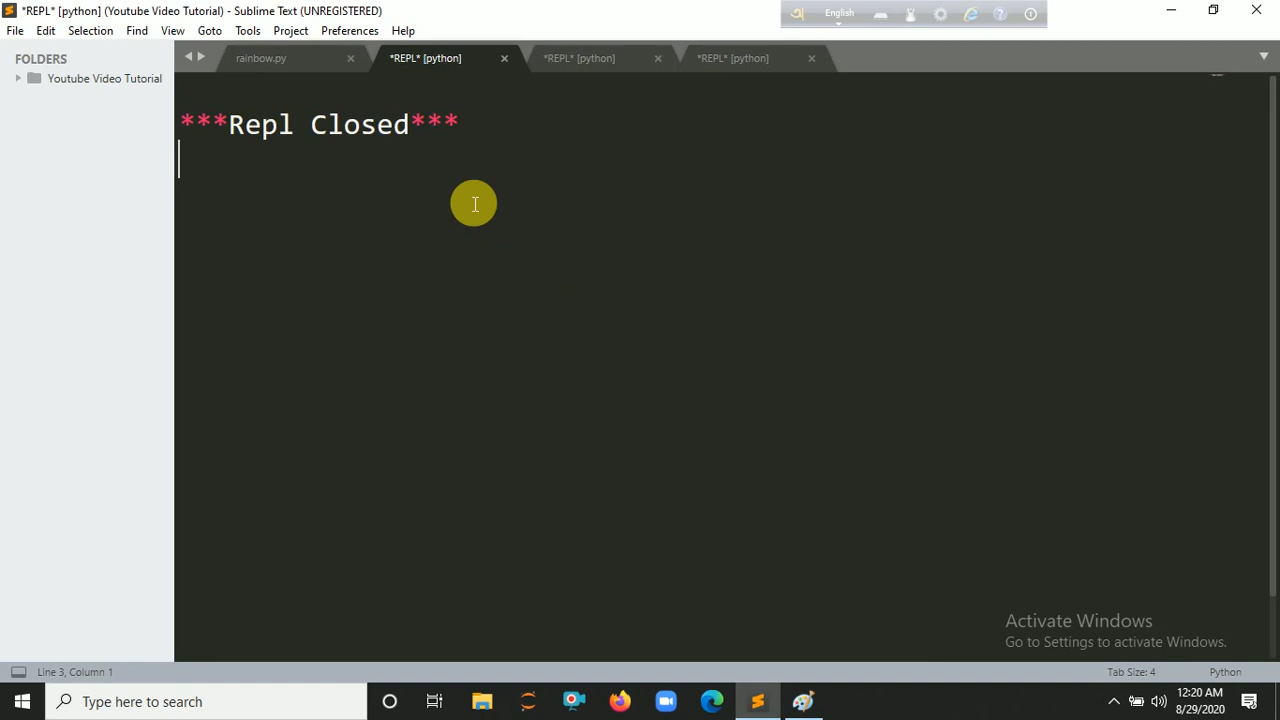 *REPL* [python] (Youtube Video Tutorial) - Sublime Text (UNREGISTERED)
অ English
File Edit Selection Find View Goto Tools Project Preferences Help
FOLDERS
Youtube Video Tutorial
rainbow.py
*REPL* [python]
*REPL* [python]
*REPL* [python]
***Repl Closed***
Activate Windows
Go to Settings to activate Windows.
Line 3, Column 1
Tab Size: 4
Python
Type here to search
12:20 AM
8/29/2020